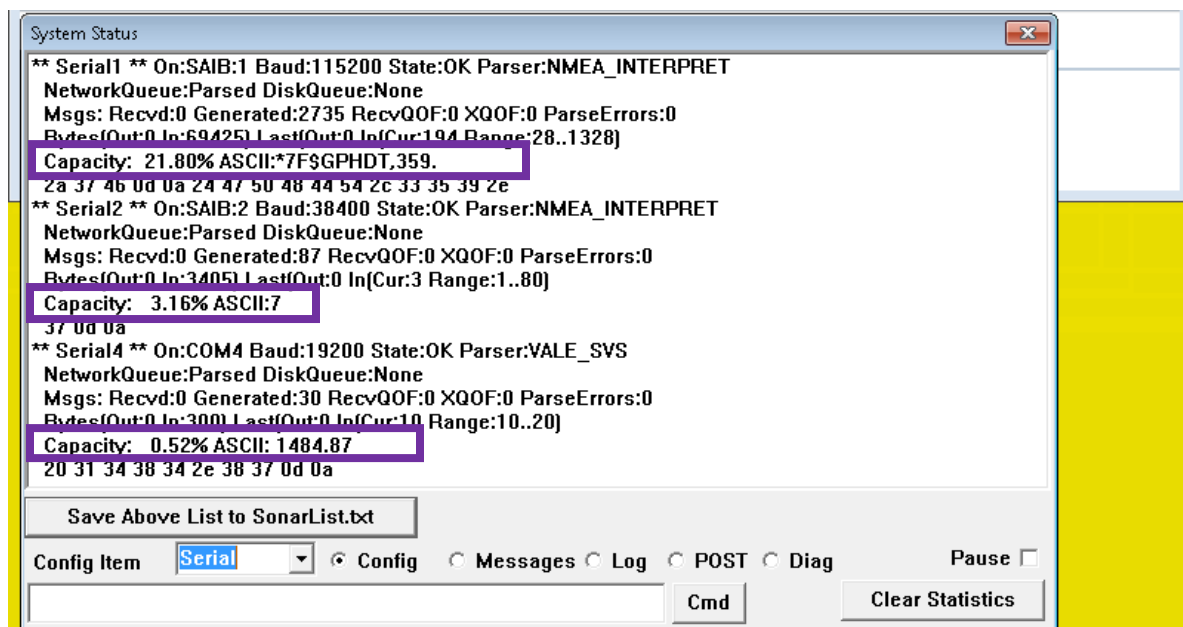 System Status
** Serial1 ** On:SAIB:1 Baud:115200 State:OK Parser:NMEA_INTERPRET
NetworkQueue:Parsed DiskQueue:None
Msgs: Recvd:0 Generated:2735 RecvQOF:0 XQOF:0 ParseErrors:0
Bytes(Out:0 In:69425) Last(Out:0 In(Cur:194 Range:28..1328)
Capacity: 21.80% ASCII:*7F$GPHDT,359.
2a 37 46 0d 0a 24 47 50 48 44 54 2c 33 35 39 2e
** Serial2 ** On:SAIB:2 Baud:38400 State:OK Parser:NMEA_INTERPRET
NetworkQueue:Parsed DiskQueue:None
Msgs: Recvd:0 Generated:87 RecvQOF:0 XQOF:0 ParseErrors:0
Bytes(Out:0 In:3405) Last(Out:0 In(Cur:3 Range:1..80)
Capacity: 3.16% ASCII:7
37 0d 0a
** Serial4 ** On:COM4 Baud:19200 State:OK Parser:VALE_SVS
NetworkQueue:Parsed DiskQueue:None
Msgs: Recvd:0 Generated:30 RecvQOF:0 XQOF:0 ParseErrors:0
Bytes(Out:0 In:300) Last(Out:0 In(Cur:10 Range:10..20)
Capacity: 0.52% ASCII: 1484.87
20 31 34 38 34 2e 38 37 0d 0a
Save Above List to SonarList.txt
Config Item Serial Config Messages Log POST Diag Pause
Cmd Clear Statistics